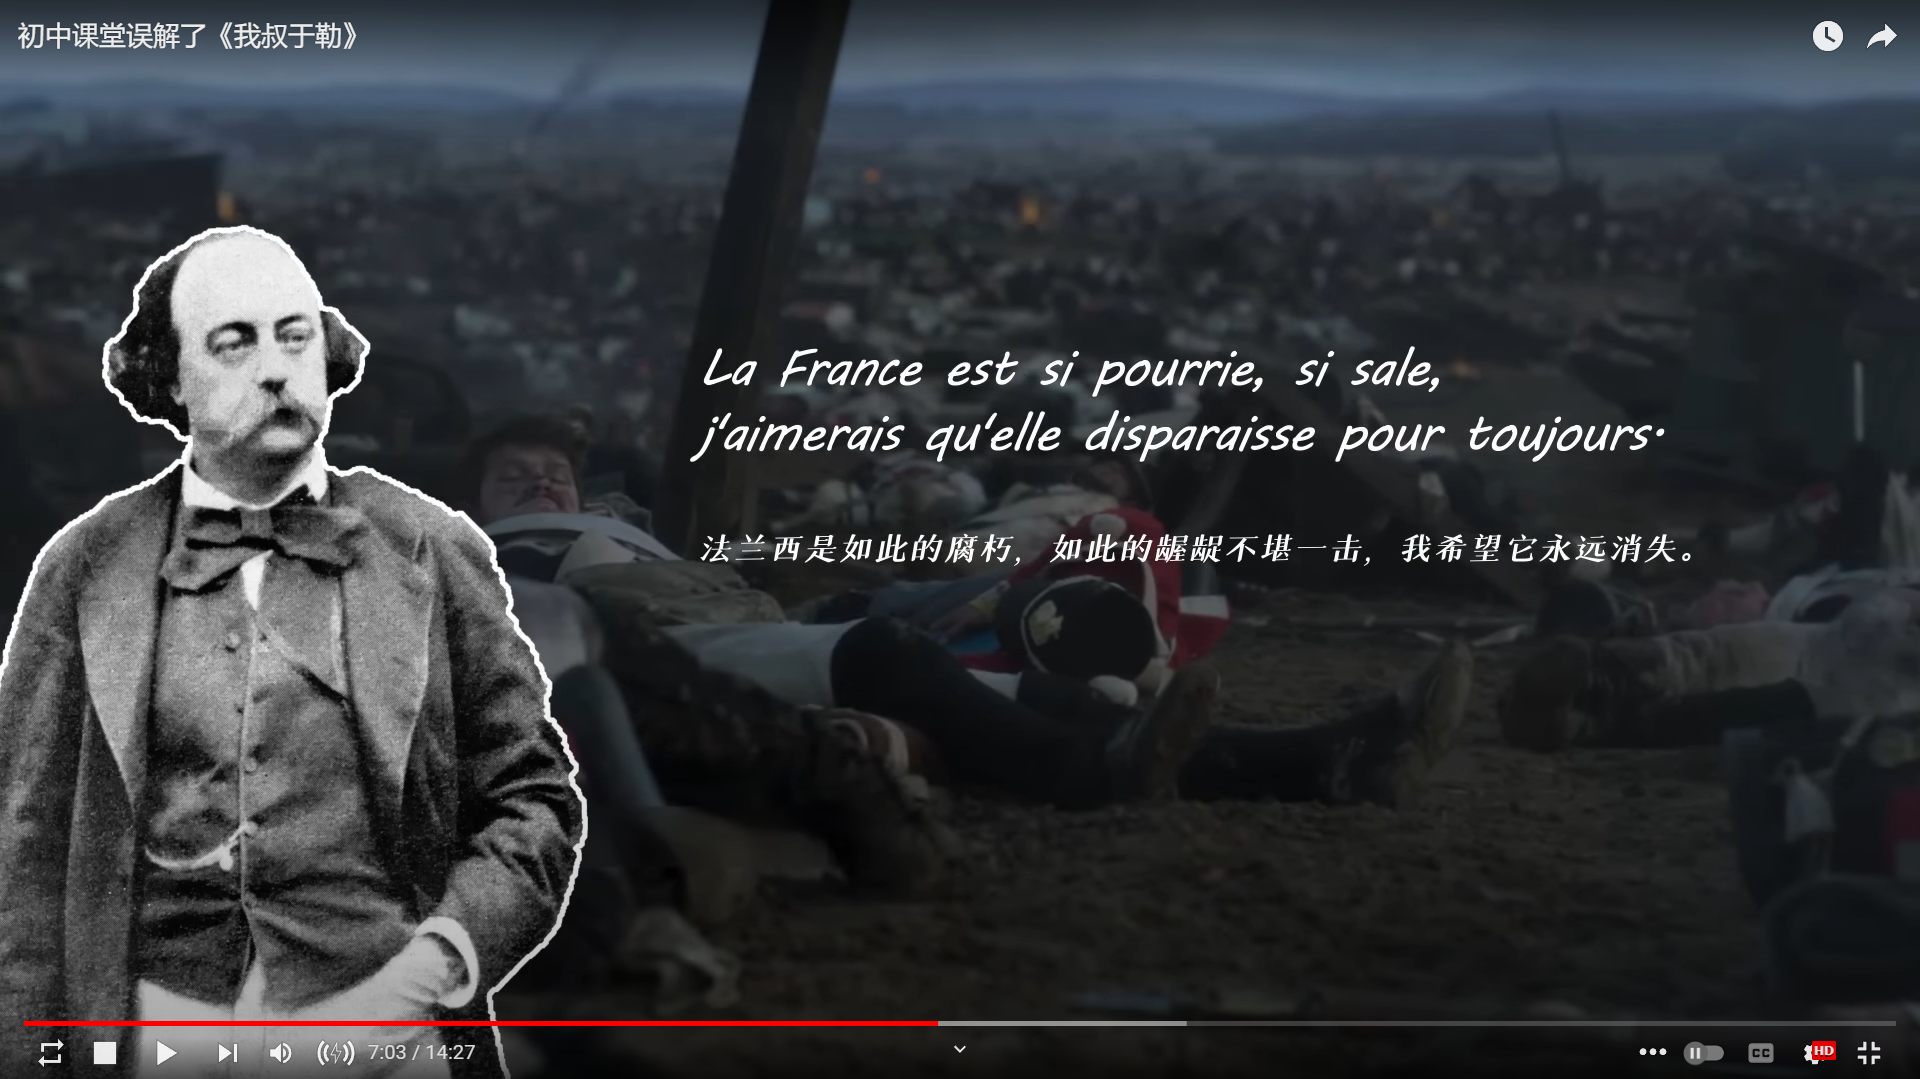 初中课堂误解了《我叔于勒》
La France est si pourrie, si sale,
j'aimerais qu'elle disparaisse pour toujours.
法兰西是如此的腐朽，如此的龌龊不堪一击，我希望它永远消失。
7:03 / 14:27
CC
HD